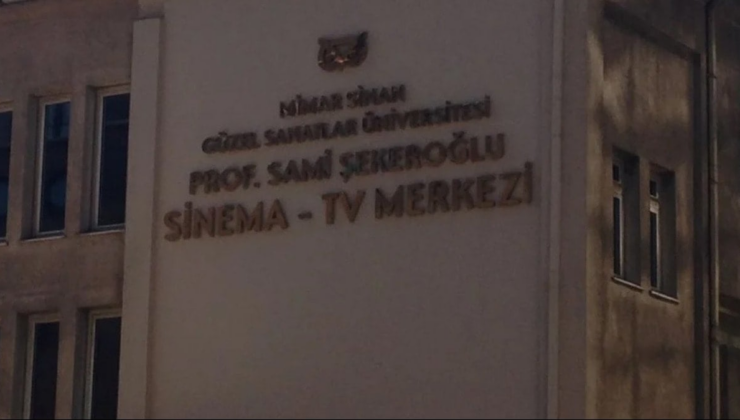 MİMAR SİNAN
GÜZEL SANATLAR ÜNİVERSİTESİ
PROF. SAMİ ŞEKEROĞLU
SİNEMA - TV MERKEZİ